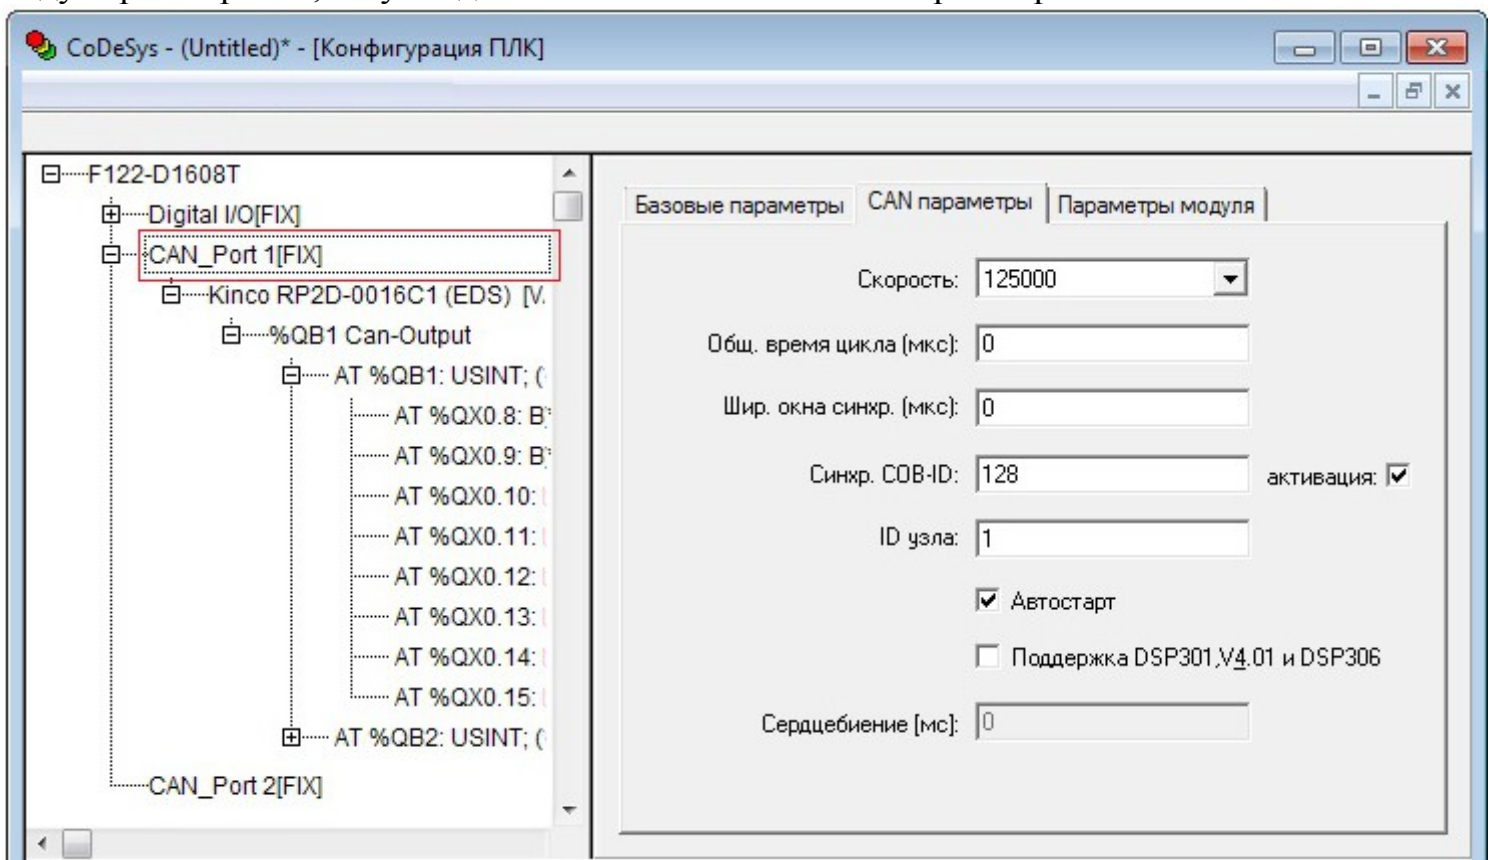 CoDeSys - (Untitled)* - [Конфигурация ПЛК]
F122-D1608T
Digital I/O[FIX]
CAN_Port 1[FIX]
Kinco RP2D-0016C1 (EDS) [V
%QB1 Can-Output
AT %QB1: USINT; (
AT %QX0.8: B
AT %QX0.9: B
AT %QX0.10:
AT %QX0.11:
AT %QX0.12:
AT %QX0.13:
AT %QX0.14:
AT %QX0.15:
AT %QB2: USINT; (
CAN_Port 2[FIX]
Базовые параметры CAN параметры Параметры модуля
Скорость: 125000
Общ. время цикла (мкс): 0
Шир. окна синхр. (мкс): 0
Синхр. COB-ID: 128 активация:
ID узла: 1
Автостарт
Поддержка DSP301,V4.01 и DSP306
Сердцебиение [мс]: 0